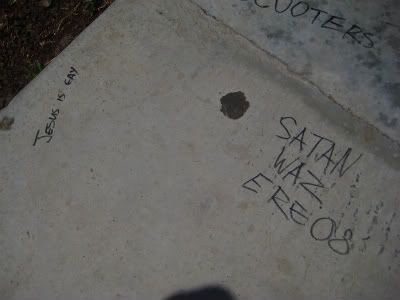 COOTERS
JESUS IS GAY
SATAN
WAZ
ERE 08